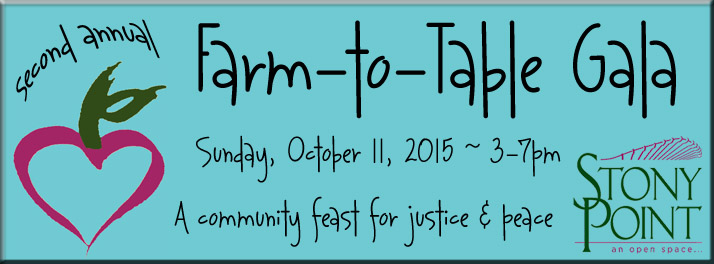 second annual
Farm-to-Table Gala
Sunday, October 11, 2015 ~ 3-7pm
A community feast for justice & peace
STONY
POINT
an open space...